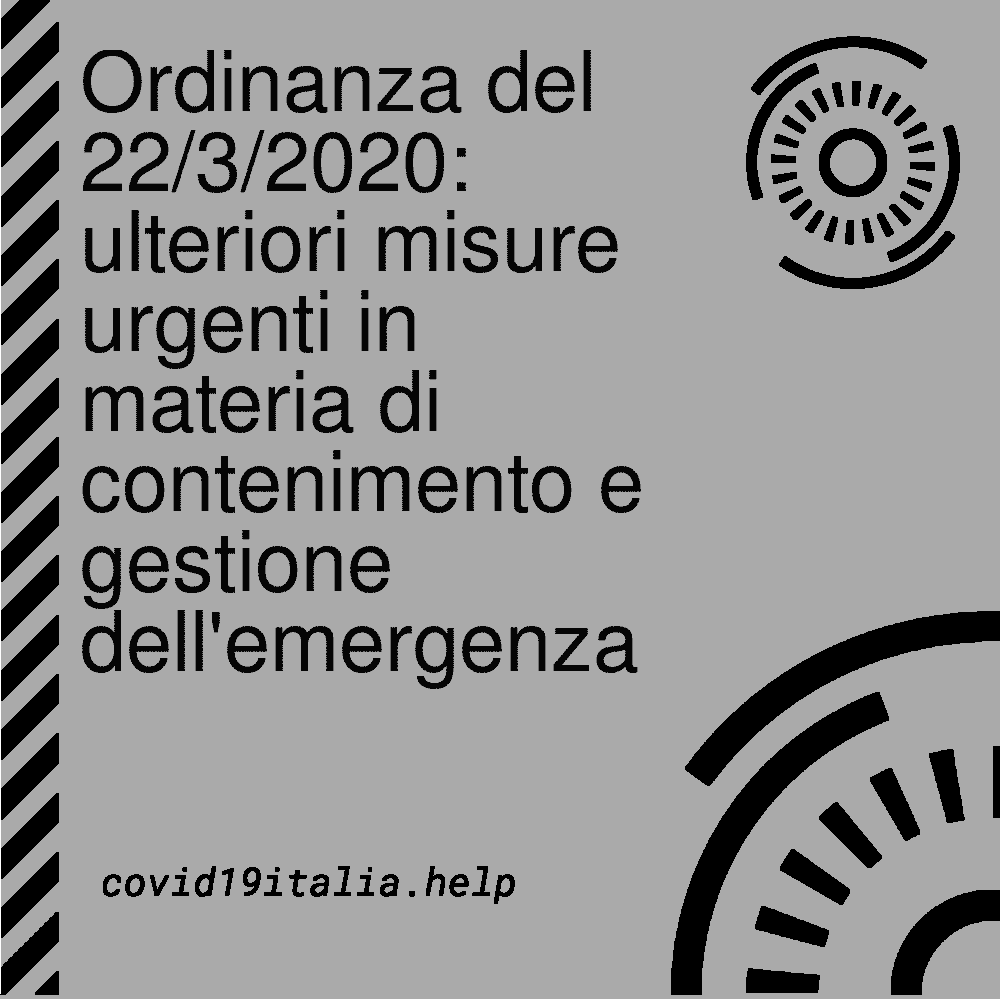 Ordinanza del
22/3/2020:
ulteriori misure
urgenti in
materia di
contenimento e
gestione
dell'emergenza
covid19italia.help